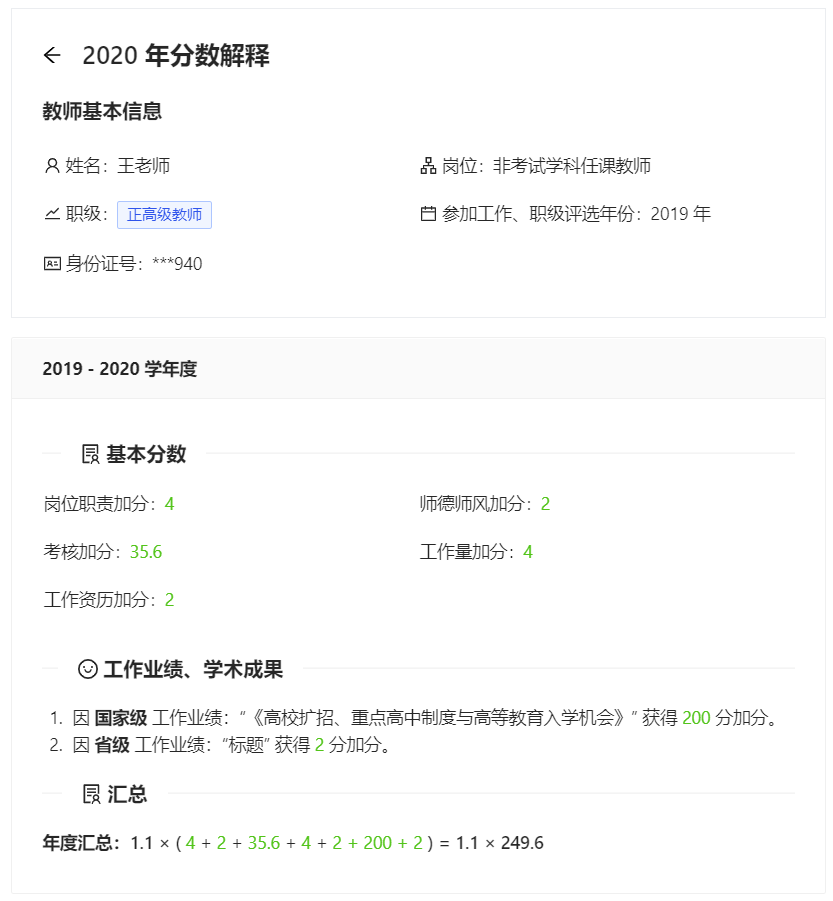 2020 年分数解释
教师基本信息
姓名：王老师
岗位：非考试学科任课教师
职级：正高级教师
参加工作、职级评选年份：2019 年
身份证号：***940
2019 - 2020 学年度
基本分数
岗位职责加分：4
师德师风加分：2
考核加分：35.6
工作量加分：4
工作资历加分：2
工作业绩、学术成果
1. 因 国家级 工作业绩：“《高校扩招、重点高中制度与高等教育入学机会》” 获得 200 分加分。
2. 因 省级 工作业绩：“标题” 获得 2 分加分。
汇总
年度汇总：1.1 × ( 4 + 2 + 35.6 + 4 + 2 + 200 + 2 ) = 1.1 × 249.6